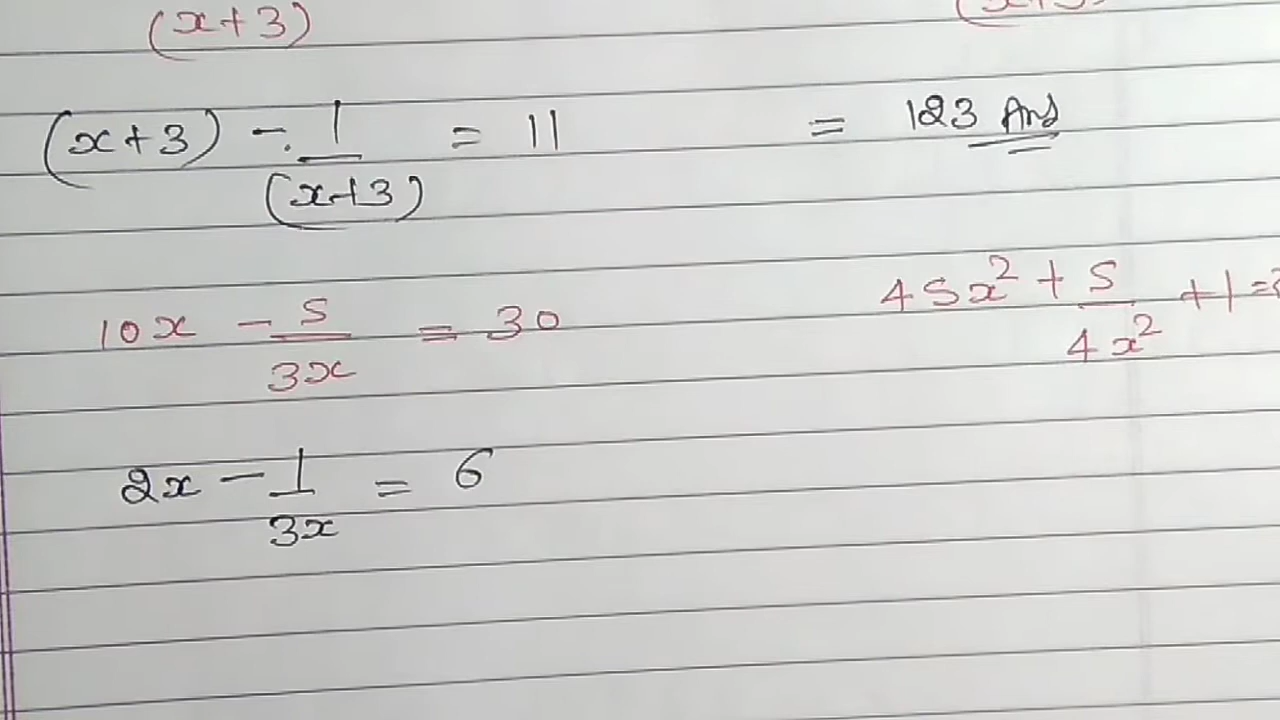 (x+3)
(x+3) - 1/(x+3) = 11 = 123 Ans
10x - 5/3x = 30 45x² + 5/4x² + 1 =
2x - 1/3x = 6